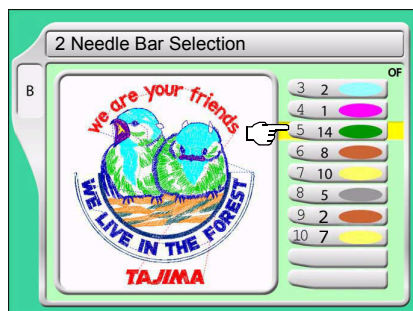 2 Needle Bar Selection
B
OF
we are your friends
WE LIVE IN THE FOREST
TAJIMA
3 2
4 1
5 14
6 8
7 10
8 5
9 2
10 7